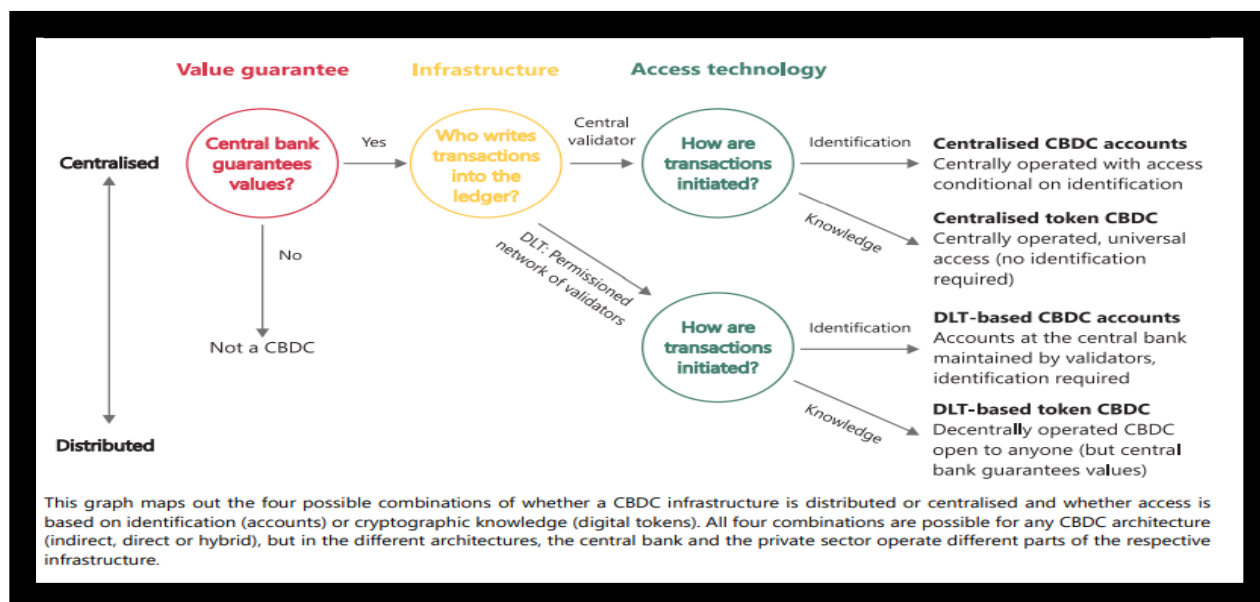 Value guarantee
Infrastructure
Access technology
Centralised
Distributed
Central bank
guarantees
values?
Yes
No
Not a CBDC
Who writes
transactions
into the
ledger?
Central
validator
DLT: Permissioned
network of validators
How are
transactions
initiated?
Identification
Knowledge
Centralised CBDC accounts
Centrally operated with access
conditional on identification
Centralised token CBDC
Centrally operated, universal
access (no identification
required)
How are
transactions
initiated?
Identification
Knowledge
DLT-based CBDC accounts
Accounts at the central bank
maintained by validators,
identification required
DLT-based token CBDC
Decentrally operated CBDC
open to anyone (but central
bank guarantees values)
This graph maps out the four possible combinations of whether a CBDC infrastructure is distributed or centralised and whether access is
based on identification (accounts) or cryptographic knowledge (digital tokens). All four combinations are possible for any CBDC architecture
(indirect, direct or hybrid), but in the different architectures, the central bank and the private sector operate different parts of the respective
infrastructure.